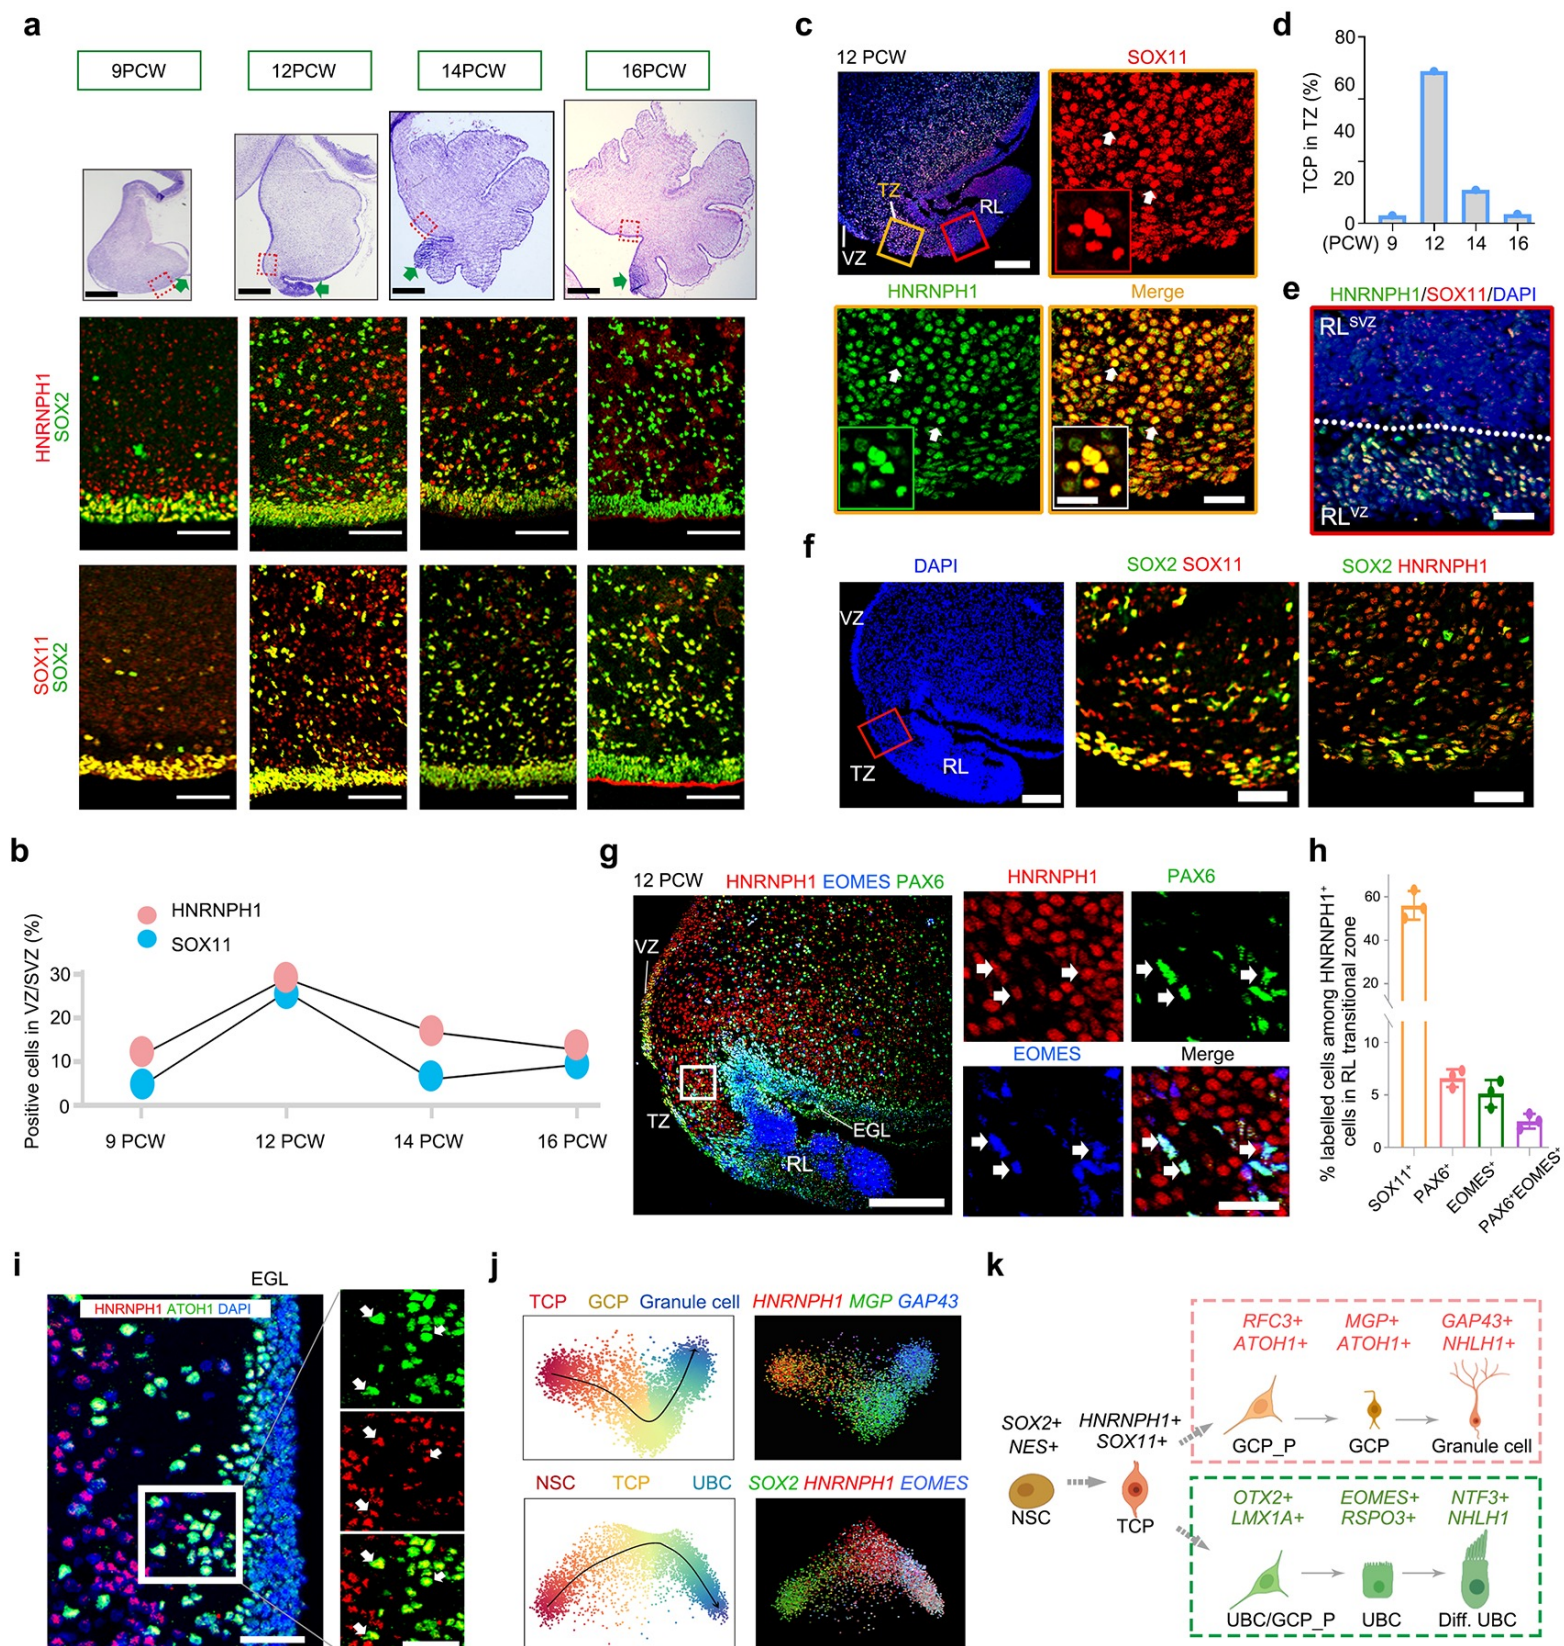 a
9PCW
12PCW
14PCW
16PCW
HNRNPH1
SOX2
SOX11
SOX2
b
HNRNPH1
SOX11
Positive cells in VZ/SVZ (%)
30
20
10
0
9 PCW
12 PCW
14 PCW
16 PCW
c
12 PCW
SOX11
TZ
RL
VZ
HNRNPH1
Merge
d
TCP in TZ (%)
80
60
40
20
0
(PCW) 9 12 14 16
e
HNRNPH1/SOX11/DAPI
RLSVZ
RLVZ
f
DAPI
SOX2 SOX11
SOX2 HNRNPH1
VZ
TZ
RL
g
12 PCW HNRNPH1 EOMES PAX6
VZ
TZ
EGL
RL
HNRNPH1
PAX6
EOMES
Merge
h
% labelled cells among HNRNPH1+
cells in RL transitional zone
60
40
20
10
5
0
SOX11+
PAX6+
EOMES+
PAX6+EOMES+
i
EGL
HNRNPH1 ATOH1 DAPI
j
TCP GCP Granule cell
HNRNPH1 MGP GAP43
NSC TCP UBC
SOX2 HNRNPH1 EOMES
k
SOX2+
NES+
NSC
HNRNPH1+
SOX11+
TCP
RFC3+
ATOH1+
MGP+
ATOH1+
GAP43+
NHLH1+
GCP_P
GCP
Granule cell
OTX2+
LMX1A+
EOMES+
RSPO3+
NTF3+
NHLH1
UBC/GCP_P
UBC
Diff. UBC